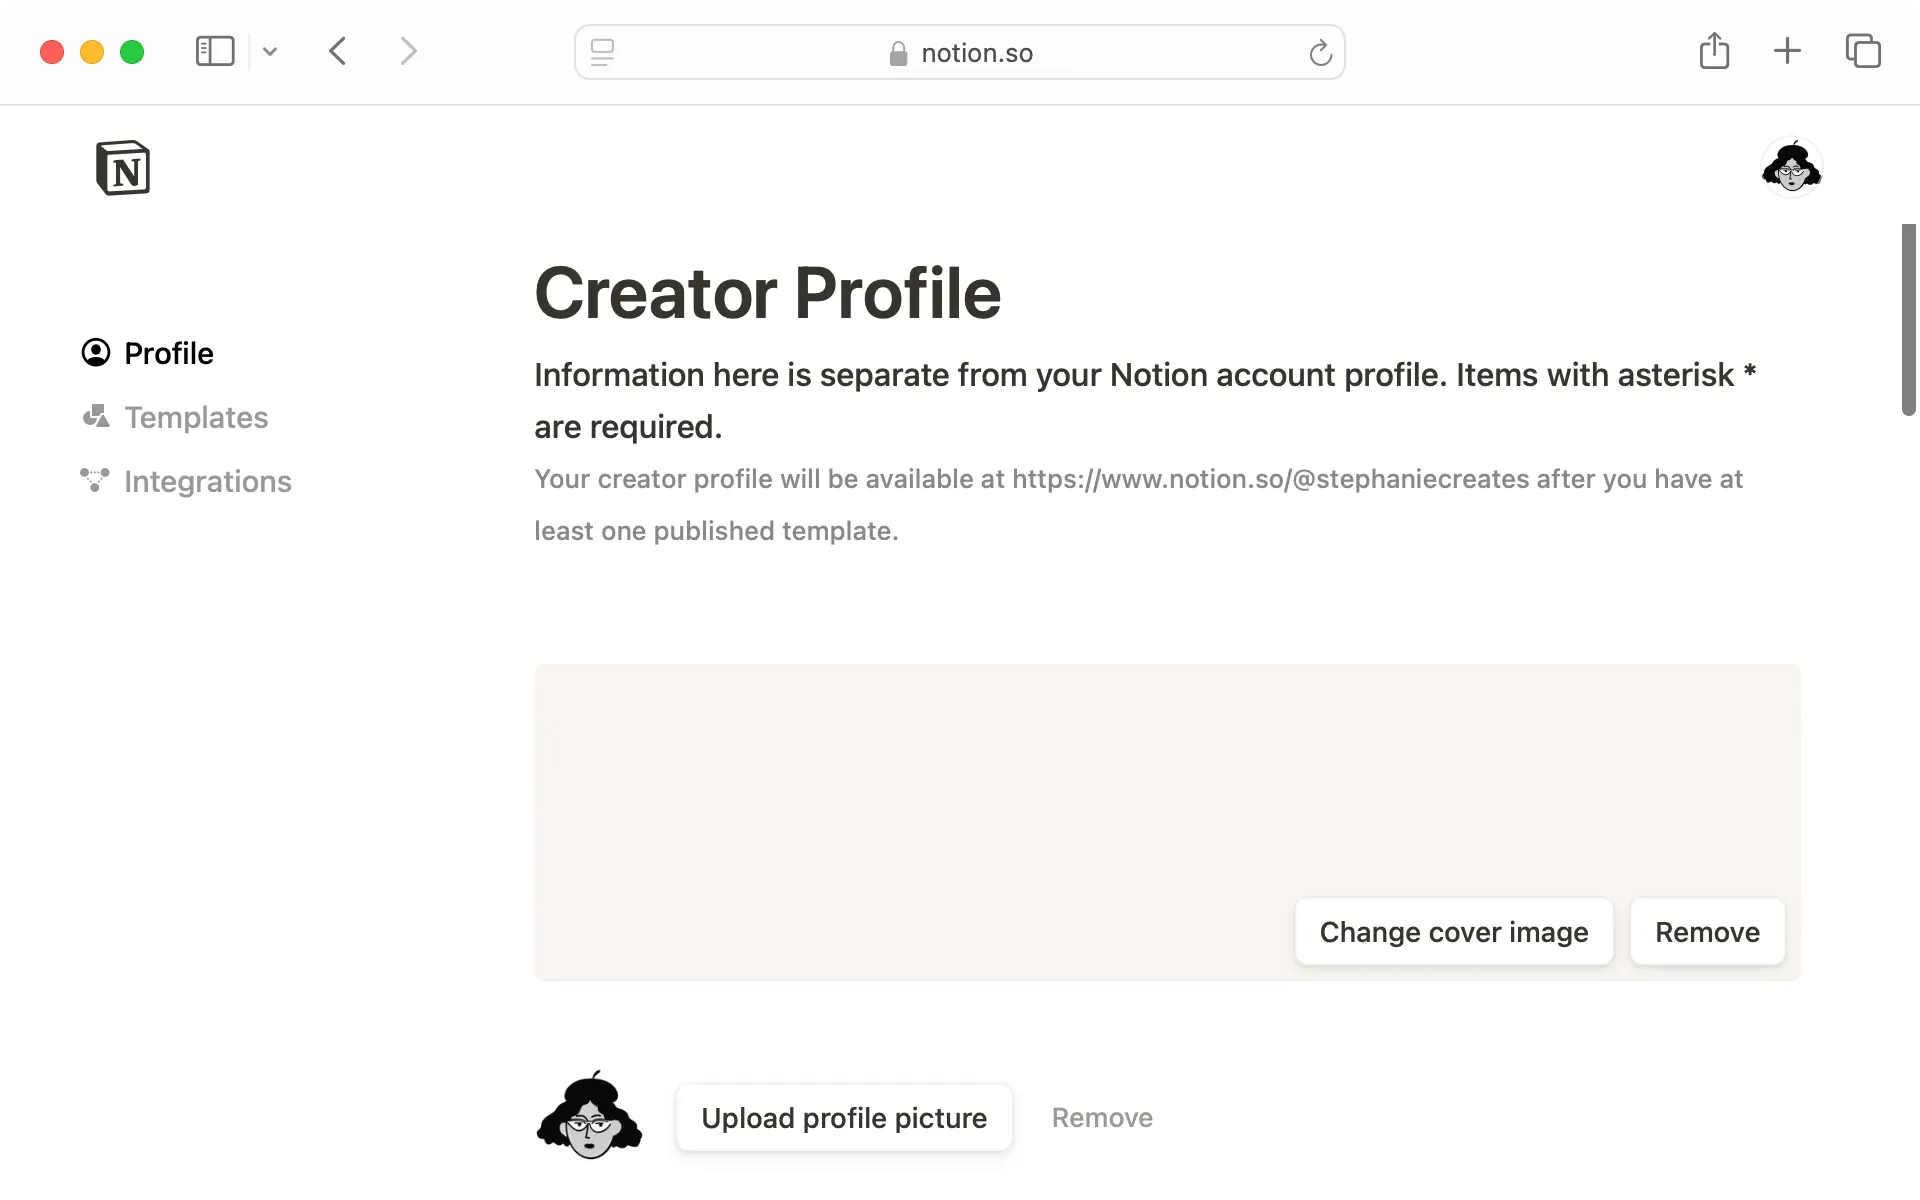 notion.so
N
Creator Profile
Profile
Information here is separate from your Notion account profile. Items with asterisk *
are required.
Templates
Your creator profile will be available at https://www.notion.so/@stephaniecreates after you have at
Integrations
least one published template.
Change cover image
Remove
Upload profile picture
Remove